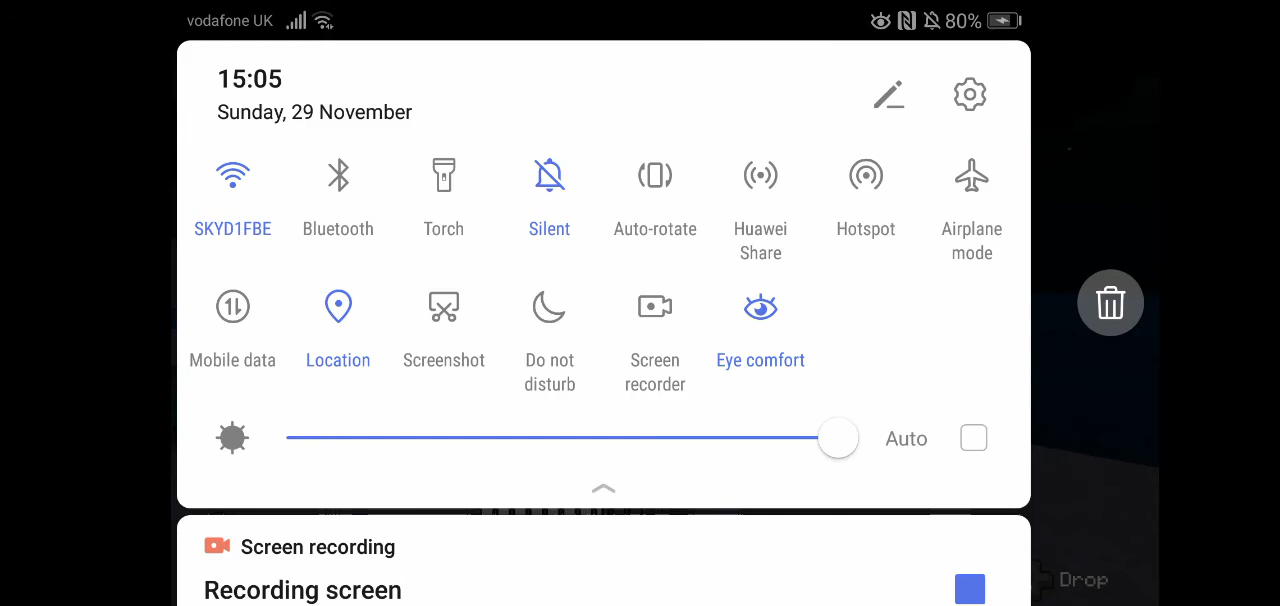 vodafone UK
80%
15:05
Sunday, 29 November
SKYD1FBE
Bluetooth
Torch
Silent
Auto-rotate
Huawei
Share
Hotspot
Airplane
mode
Mobile data
Location
Screenshot
Do not
disturb
Screen
recorder
Eye comfort
Auto
Screen recording
Recording screen
Drop